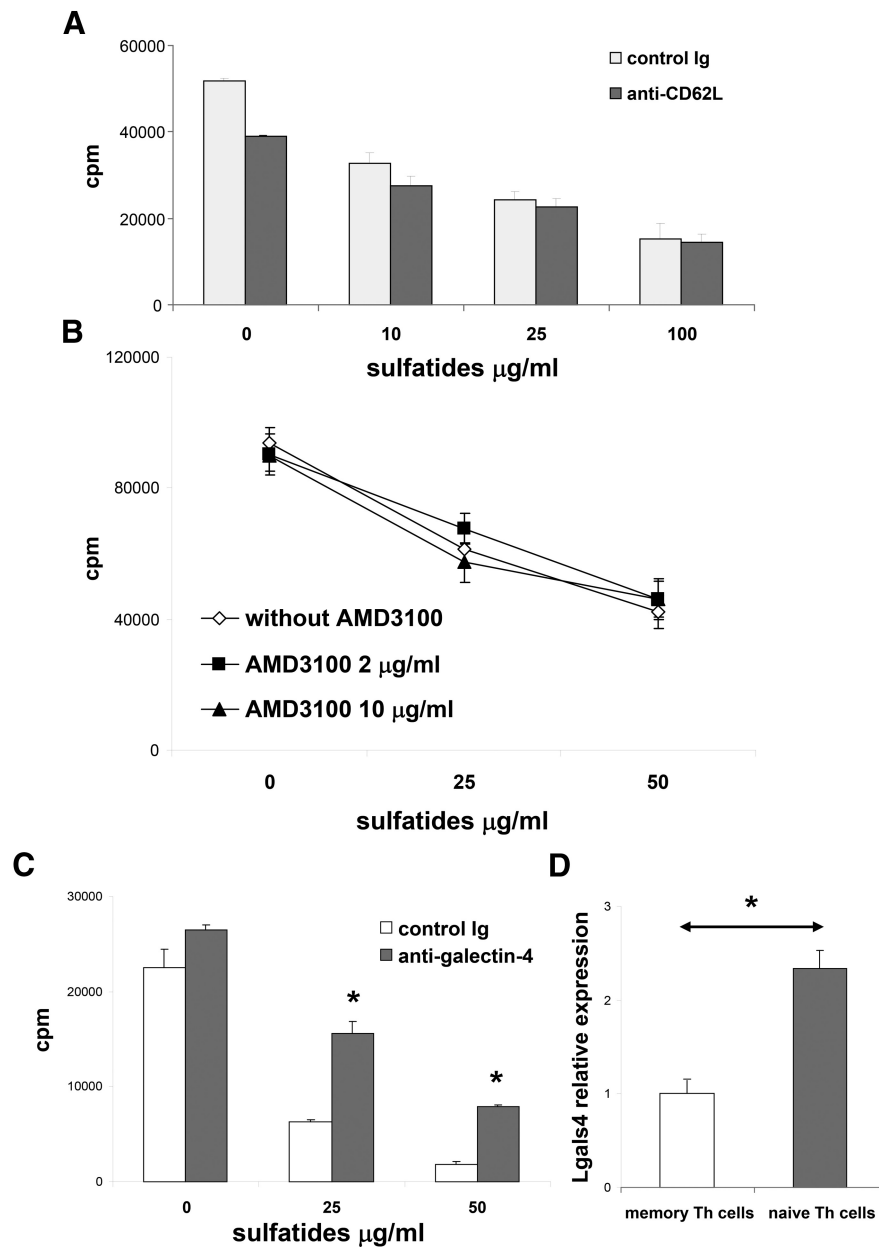 A
60000
40000
20000
0
cpm
control Ig
anti-CD62L
0 10 25 100
sulfatides μg/ml
B
120000
80000
40000
0
cpm
without AMD3100
AMD3100 2 μg/ml
AMD3100 10 μg/ml
0 25 50
sulfatides μg/ml
C
30000
20000
10000
0
cpm
control Ig
anti-galectin-4
*
*
0 25 50
sulfatides μg/ml
D
3
2
1
0
Lgals4 relative expression
*
memory Th cells naive Th cells